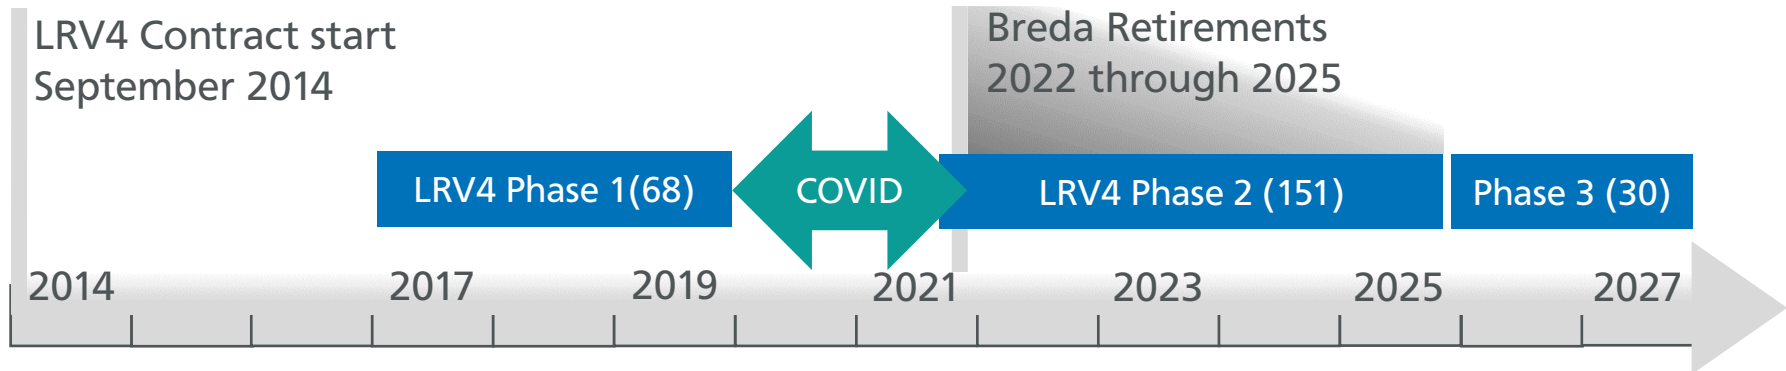 LRV4 Contract start
September 2014
Breda Retirements
2022 through 2025
LRV4 Phase 1(68)
COVID
LRV4 Phase 2 (151)
Phase 3 (30)
2014
2017
2019
2021
2023
2025
2027